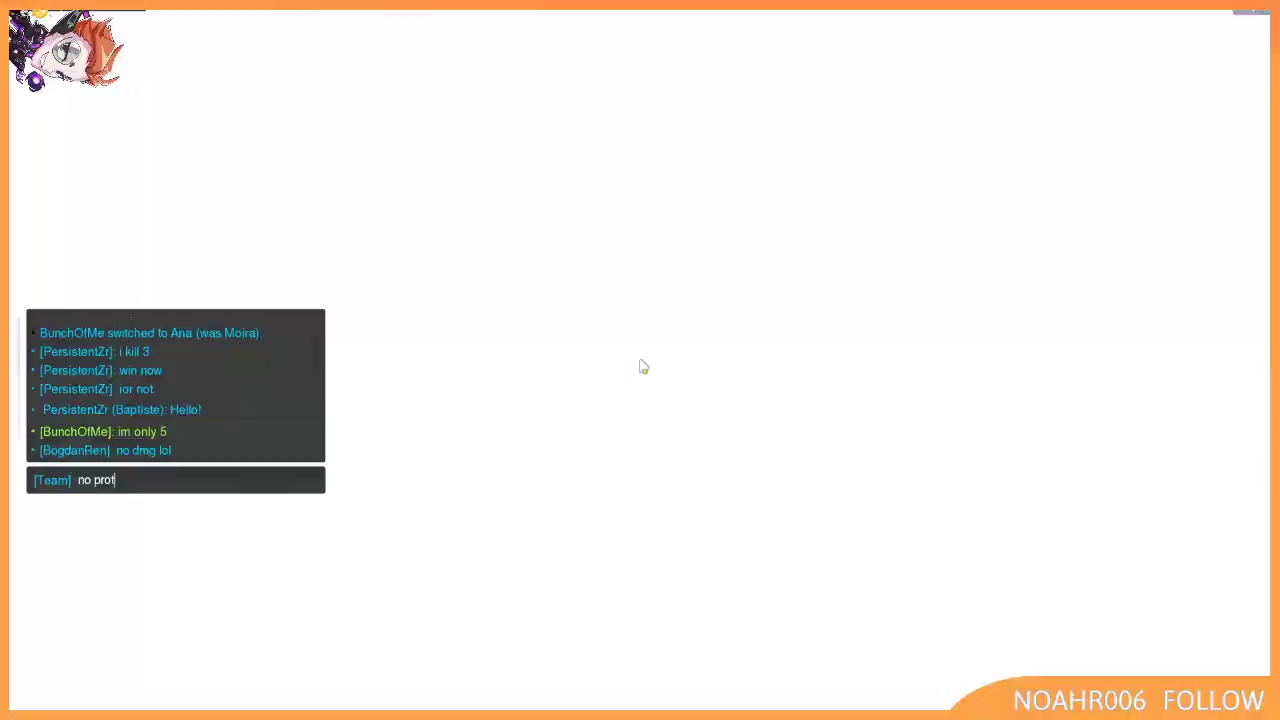 BunchOfMe switched to Ana (was Moira).
[PersistentZr]: i kill 3
[PersistentZr]: win now
[PersistentZr] ior not
PersistentZr (Baptiste): Hello!
[BunchOfMe]: im only 5
[BogdanRen] no dmg lol
[Team] no prot
NOAHR006 FOLLOW